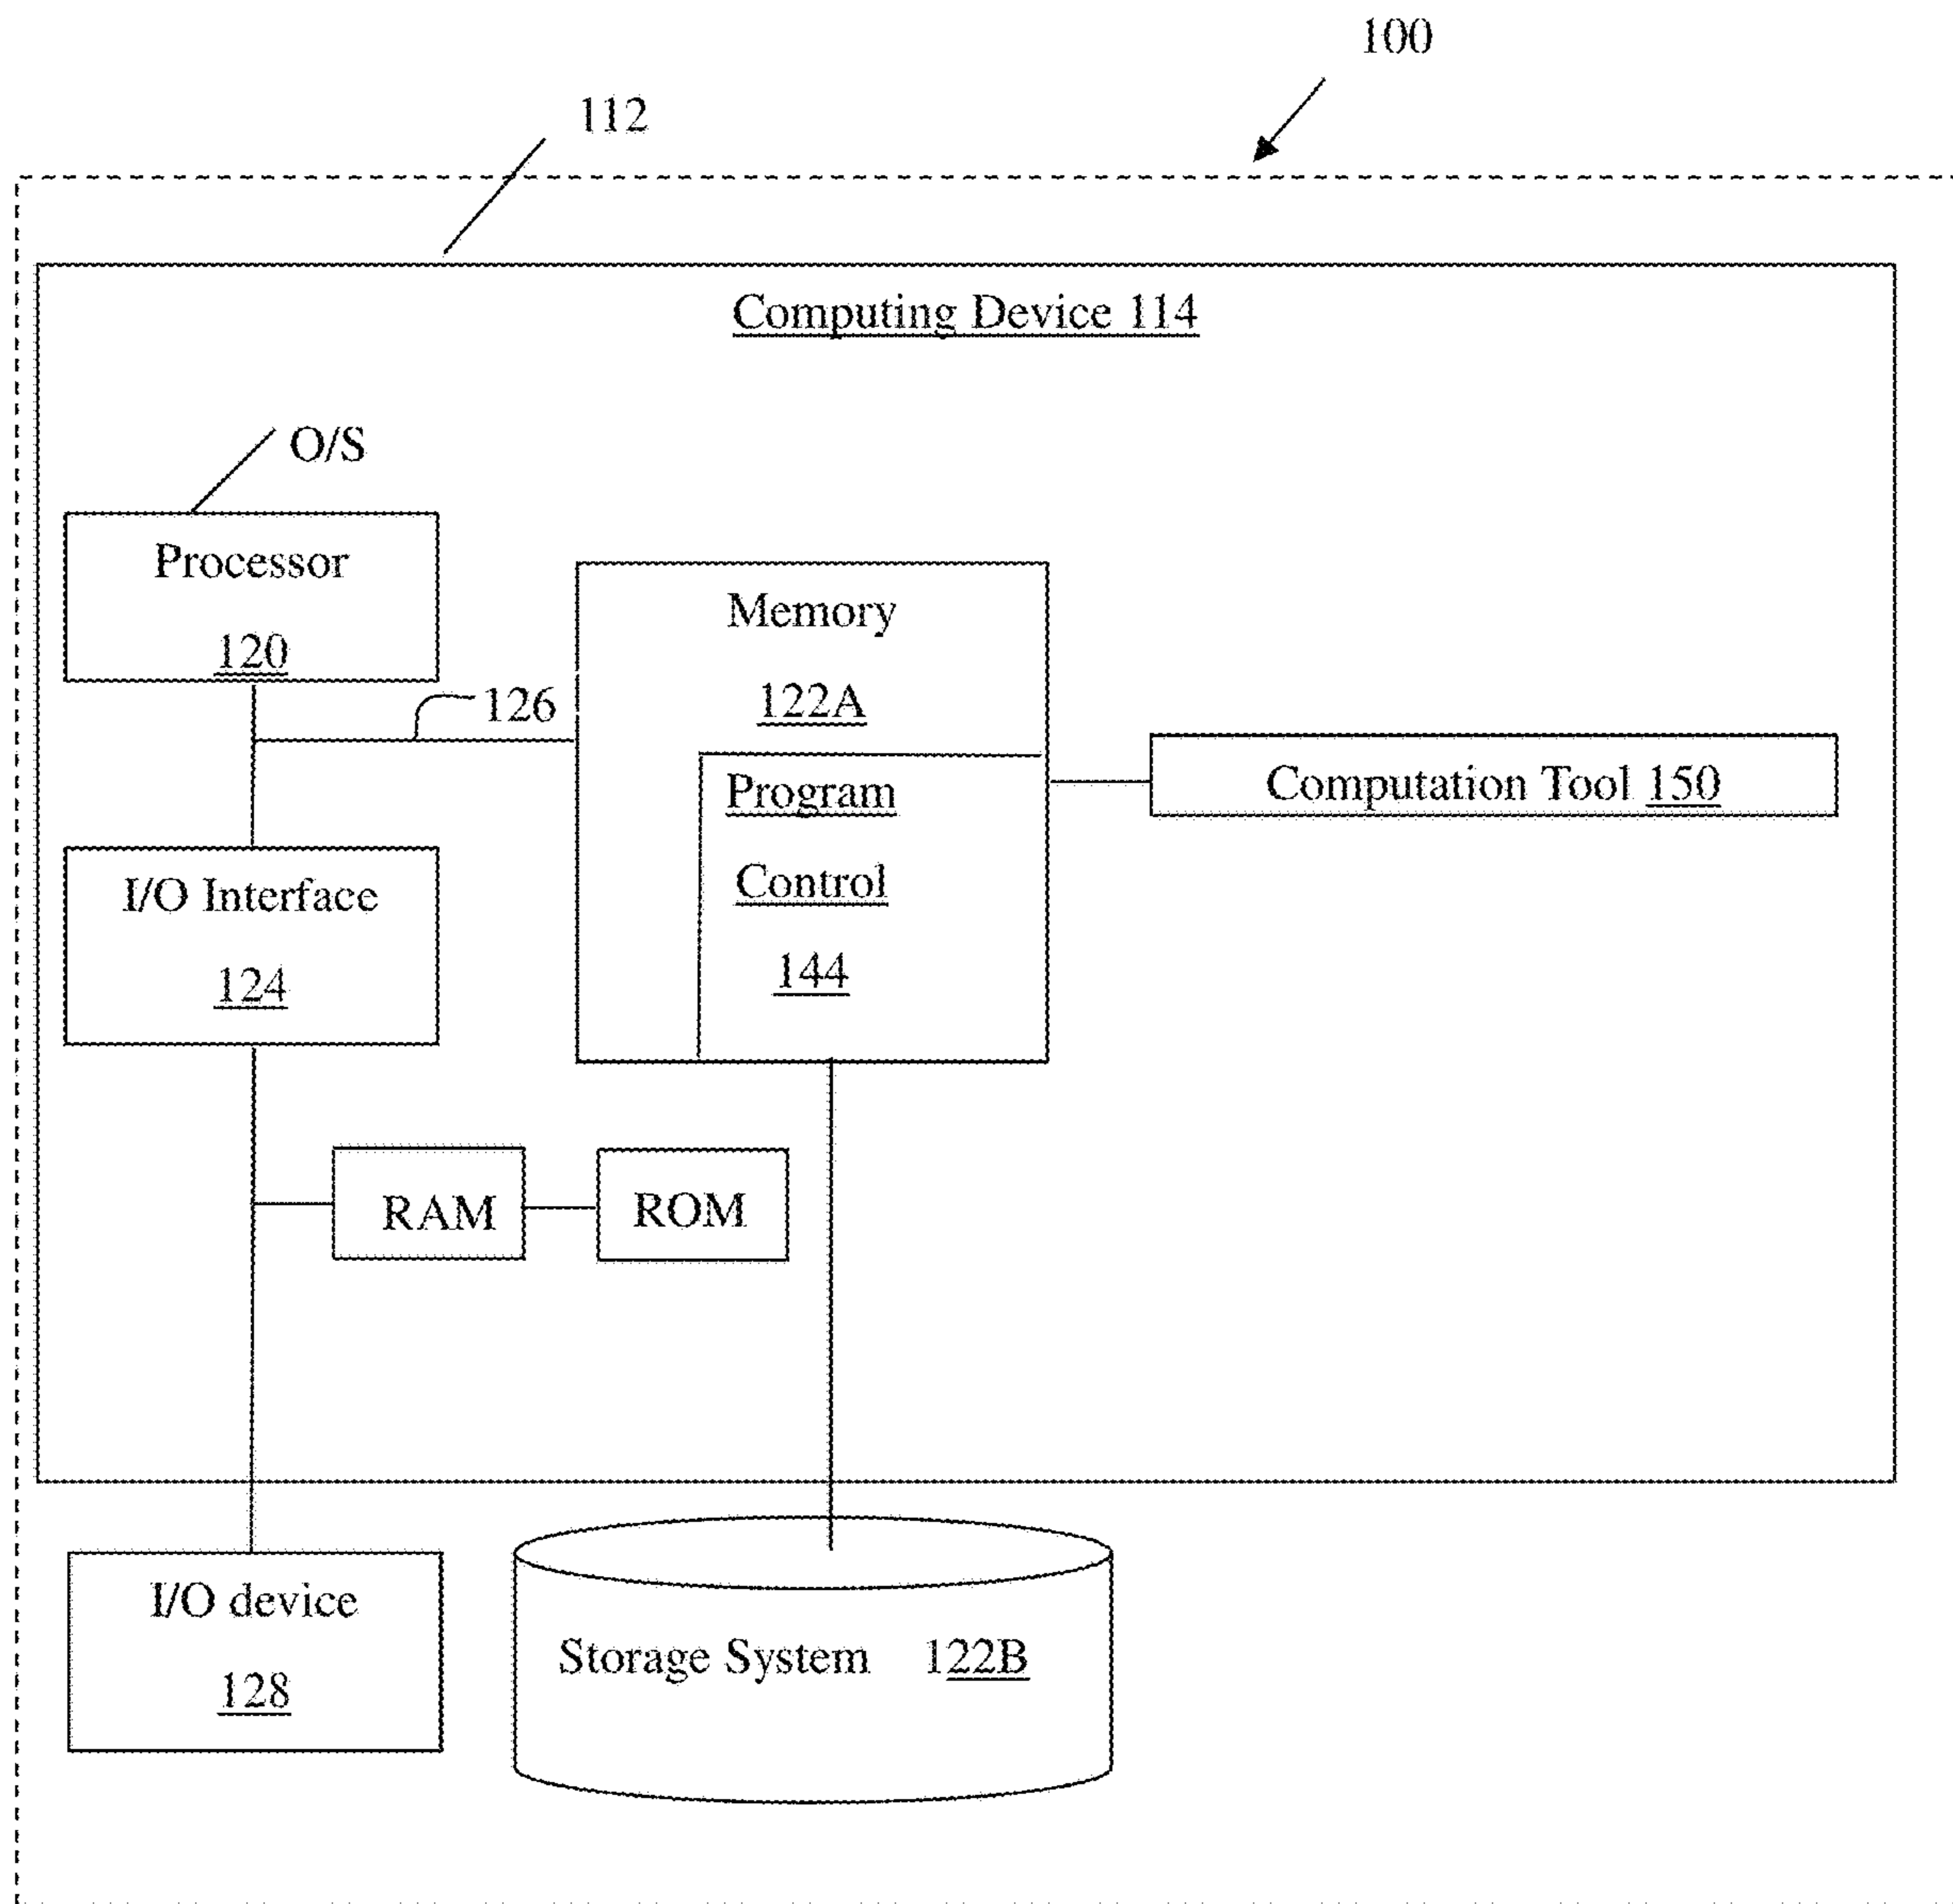 100
112
Computing Device 114
O/S
Processor
120
126
Memory
122A
Program
Control
144
Computation Tool 150
I/O Interface
124
RAM
ROM
I/O device
128
Storage System 122B